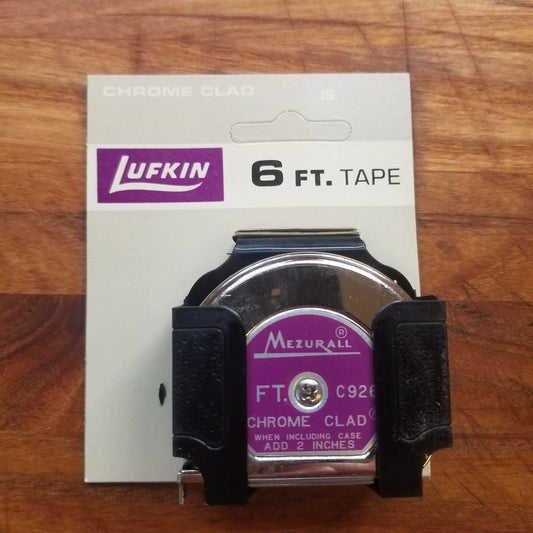 CHROME CLAD
LUFKIN
6 FT. TAPE
MEZURALL ®
FT. C926
CHROME CLAD ®
WHEN INCLUDING CASE
ADD 2 INCHES